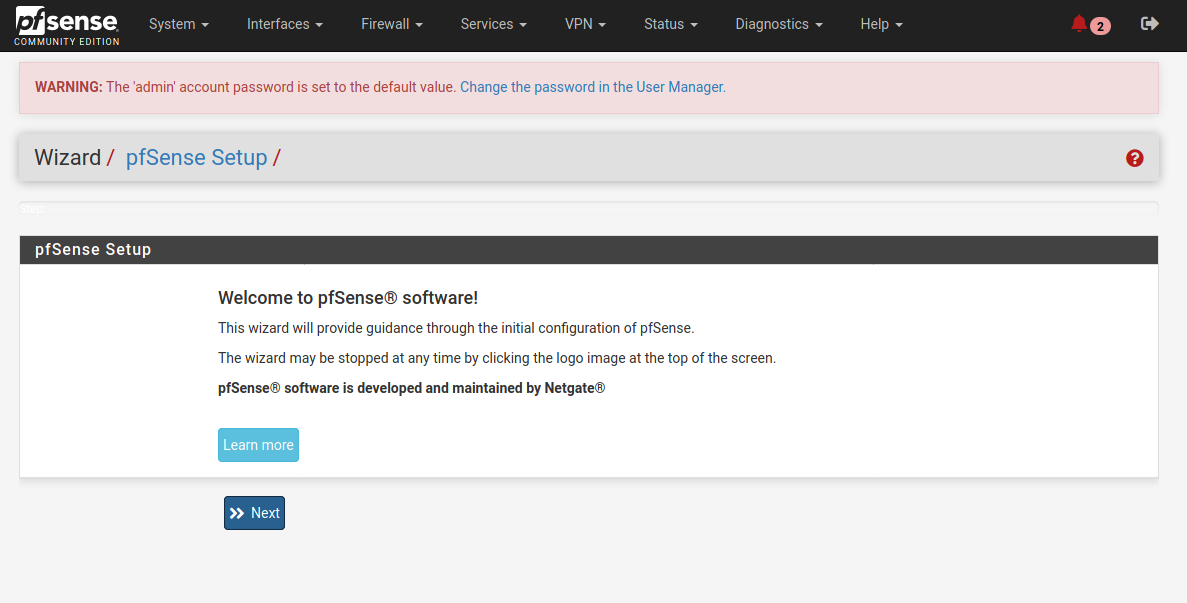 pfsense
COMMUNITY EDITION
System Interfaces Firewall Services VPN Status Diagnostics Help 2
WARNING: The 'admin' account password is set to the default value. Change the password in the User Manager.
Wizard / pfSense Setup / ?
Step
pfSense Setup
Welcome to pfSense® software!
This wizard will provide guidance through the initial configuration of pfSense.
The wizard may be stopped at any time by clicking the logo image at the top of the screen.
pfSense® software is developed and maintained by Netgate®
Learn more
Next